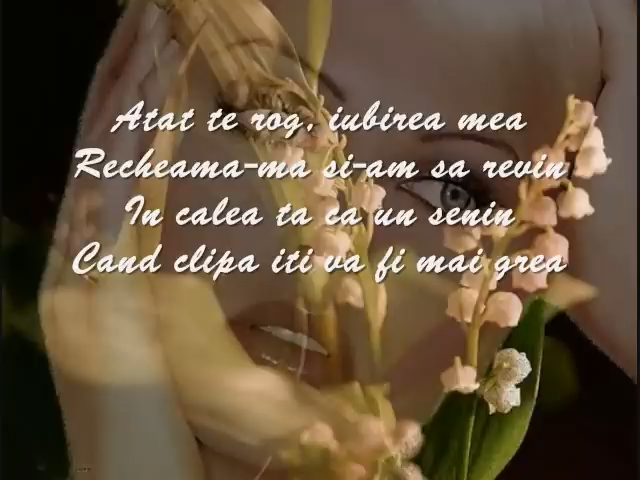 Atat te rog, iubirea mea
Recheama-ma si-am sa revin
In calea ta ca un senin
Cand clipa iti va fi mai grea